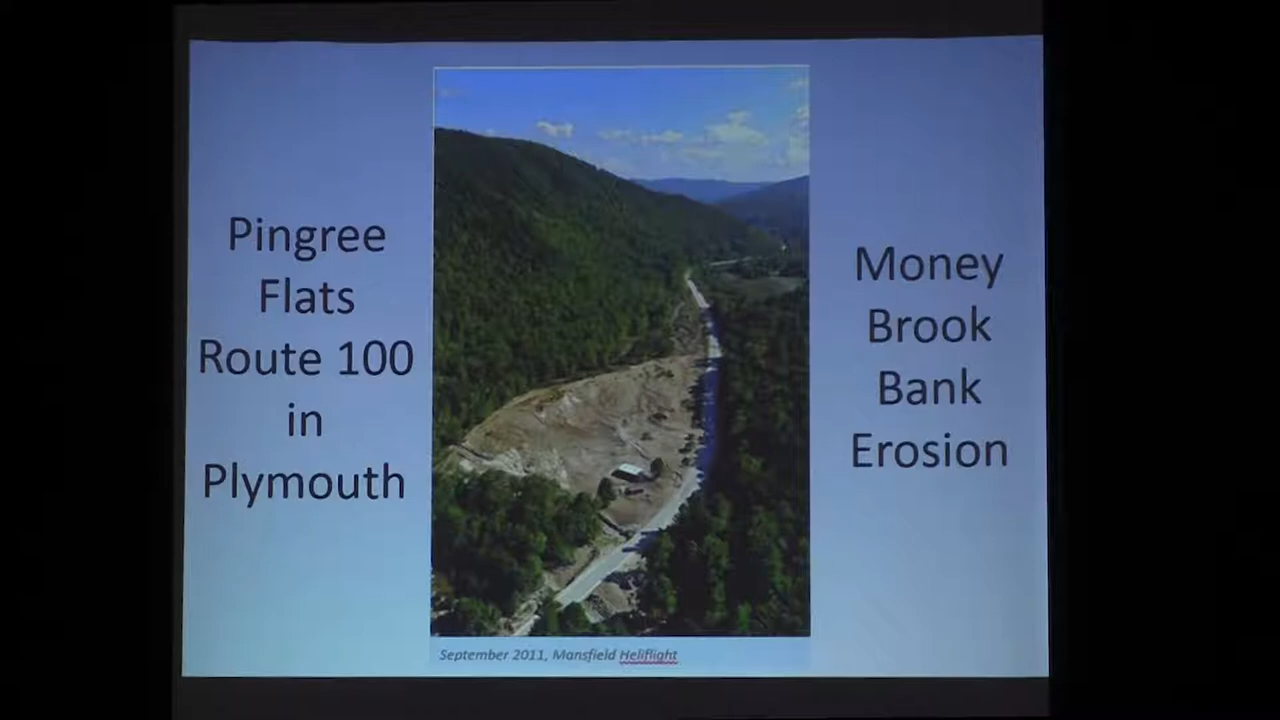 Pingree
Flats
Route 100
in
Plymouth
Money
Brook
Bank
Erosion
September 2011, Mansfield Heliflight